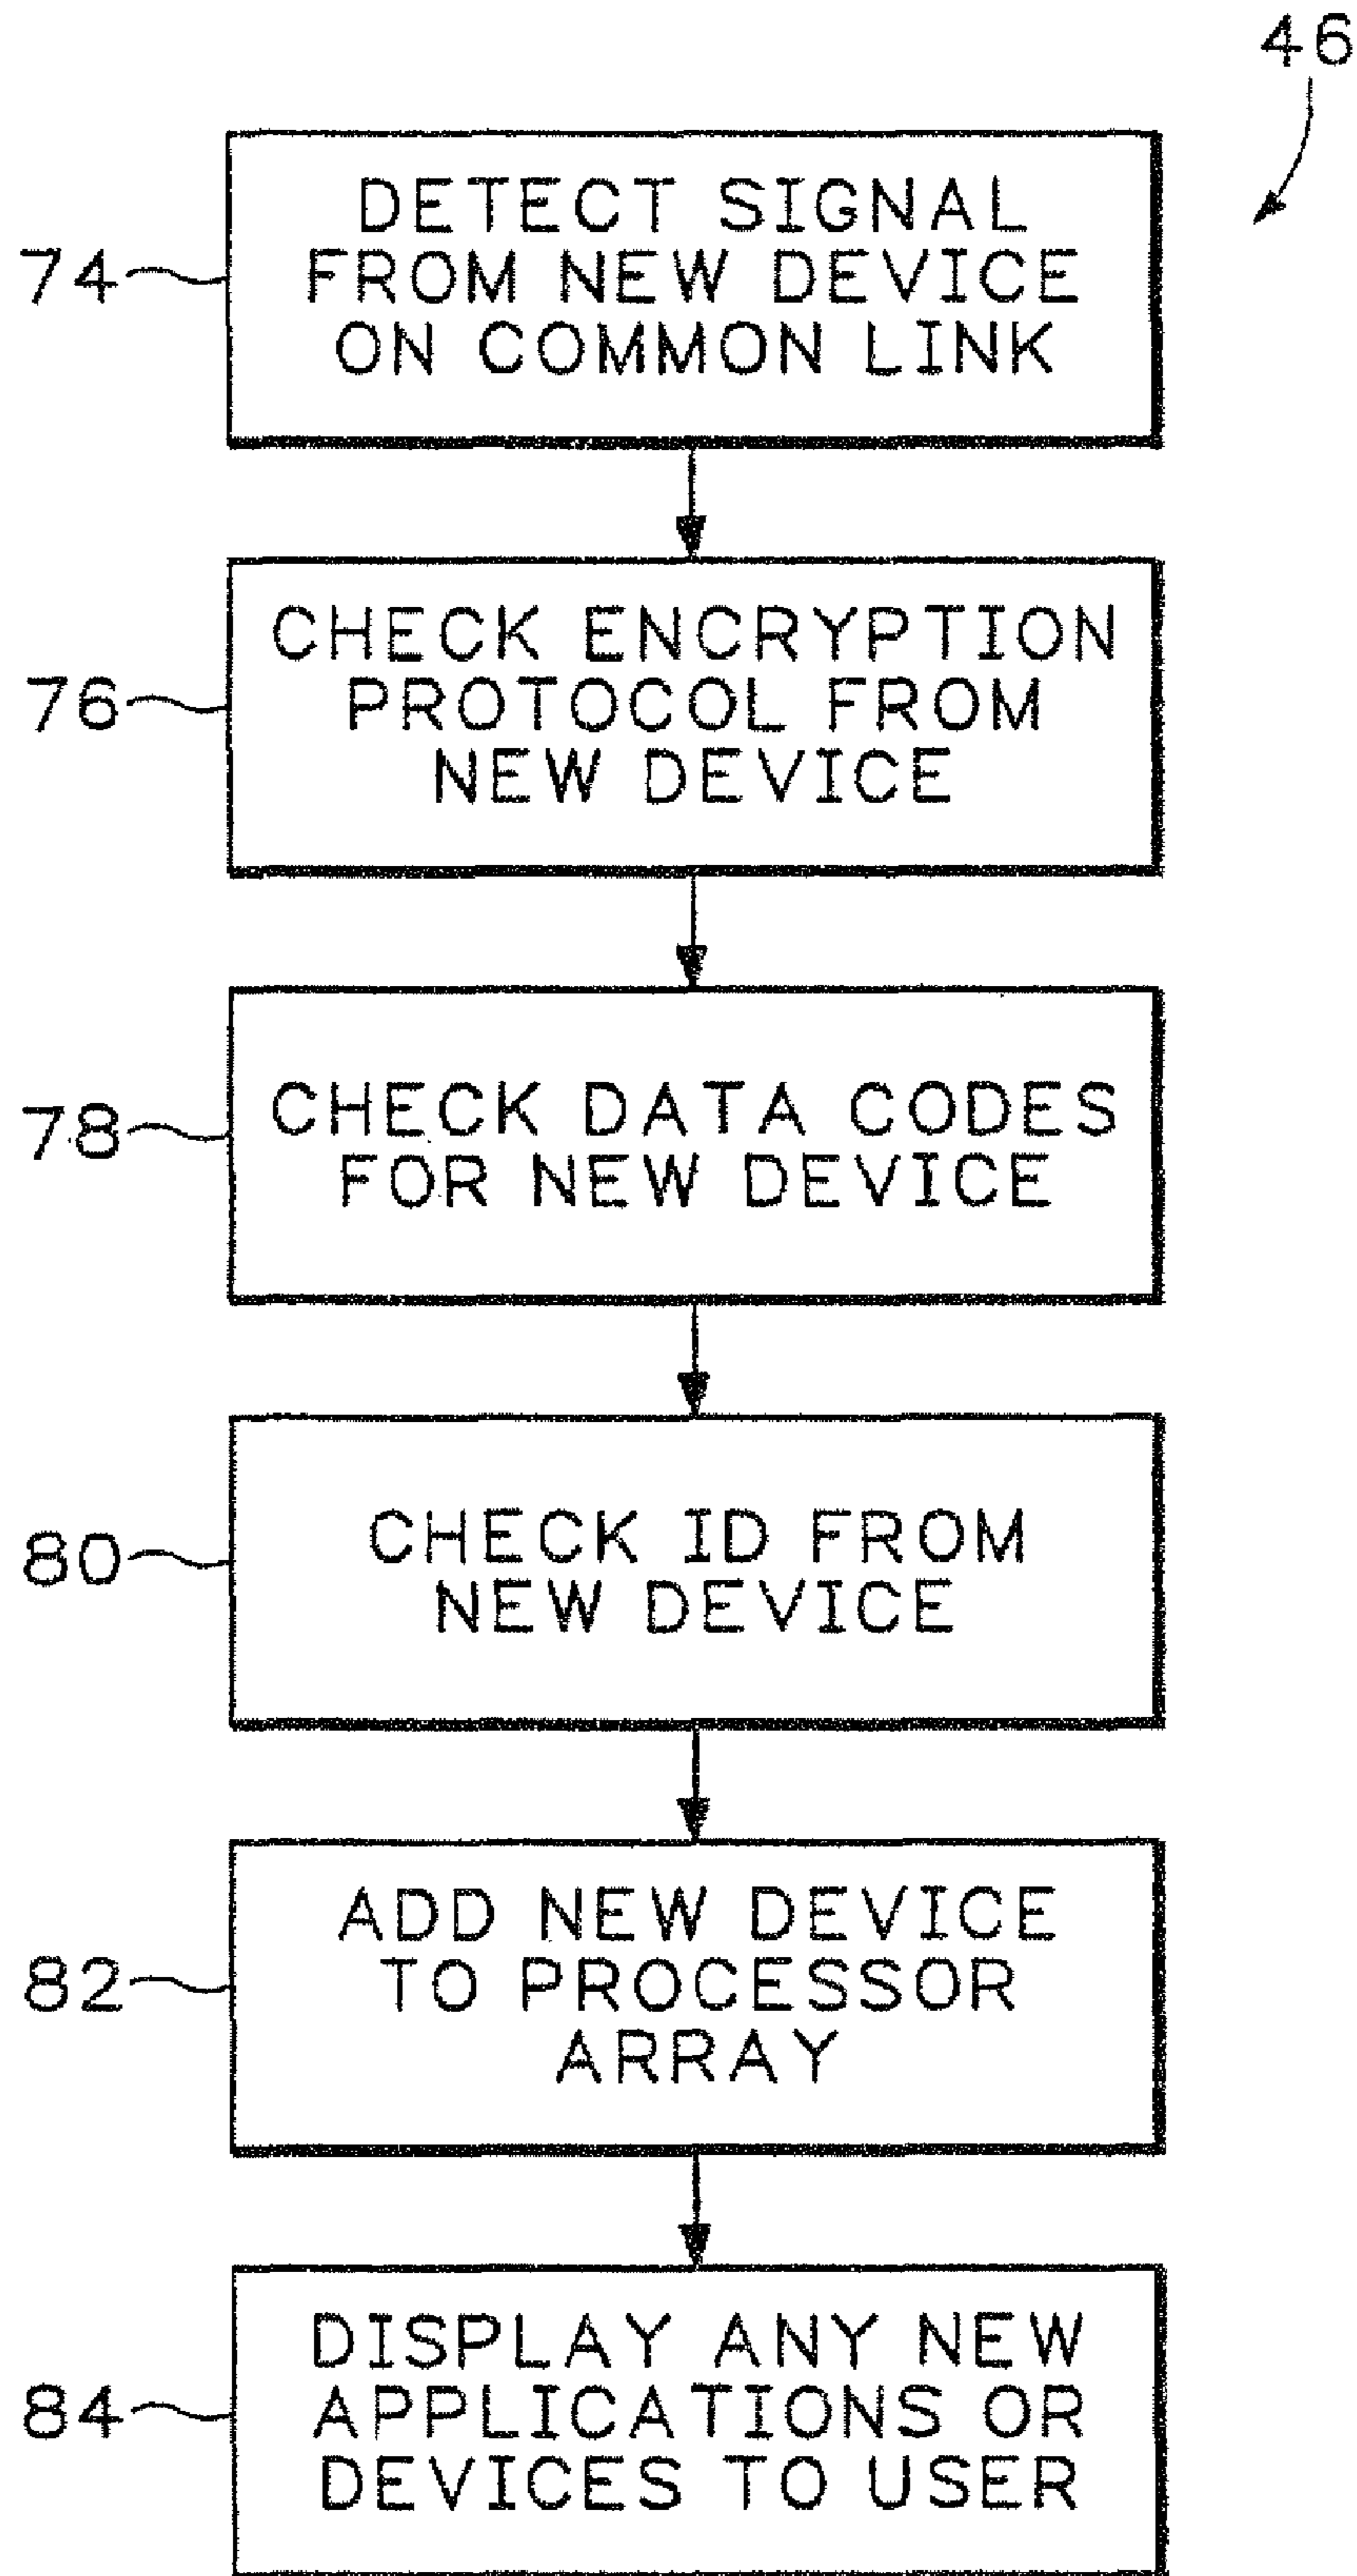 46
74
DETECT SIGNAL
FROM NEW DEVICE
ON COMMON LINK
76
CHECK ENCRYPTION
PROTOCOL FROM
NEW DEVICE
78
CHECK DATA CODES
FOR NEW DEVICE
80
CHECK ID FROM
NEW DEVICE
82
ADD NEW DEVICE
TO PROCESSOR
ARRAY
84
DISPLAY ANY NEW
APPLICATIONS OR
DEVICES TO USER